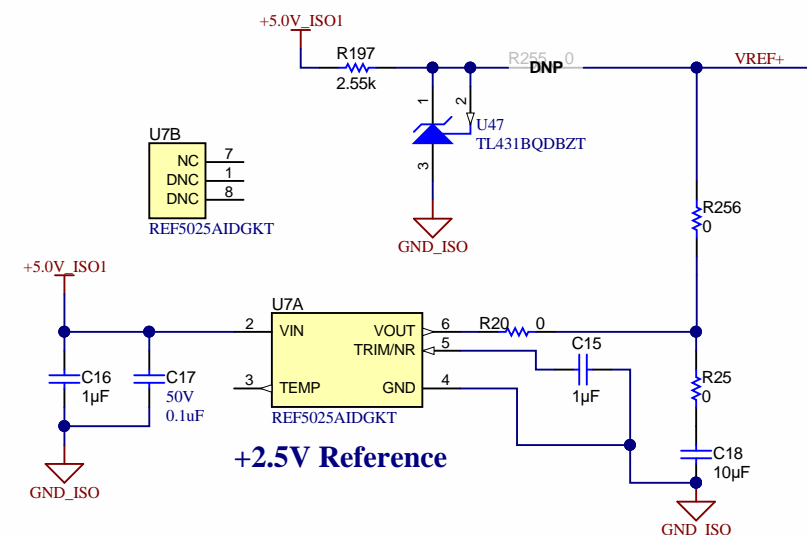 +5.0V_ISO1
R197
2.55k
R255 0
DNP
VREF+
1
2
U47
TL431BQDBZT
3
GND_ISO
U7B
NC 7
DNC 1
DNC 8
REF5025AIDGKT
R256
0
+5.0V_ISO1
U7A
2 VIN
VOUT 6
R20 0
TRIM/NR 5
C15
1µF
3 TEMP
GND 4
REF5025AIDGKT
C16
1µF
C17
50V
0.1uF
R25
0
C18
10µF
+2.5V Reference
GND_ISO
GND_ISO